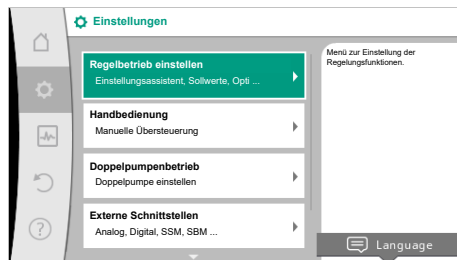 Einstellungen
Regelbetrieb einstellen
Einstellungsassistent, Sollwerte, Opti ...
Handbedienung
Manuelle Übersteuerung
Doppelpumpenbetrieb
Doppelpumpe einstellen
Externe Schnittstellen
Analog, Digital, SSM, SBM ...
Menü zur Einstellung der
Regelungsfunktionen.
Language